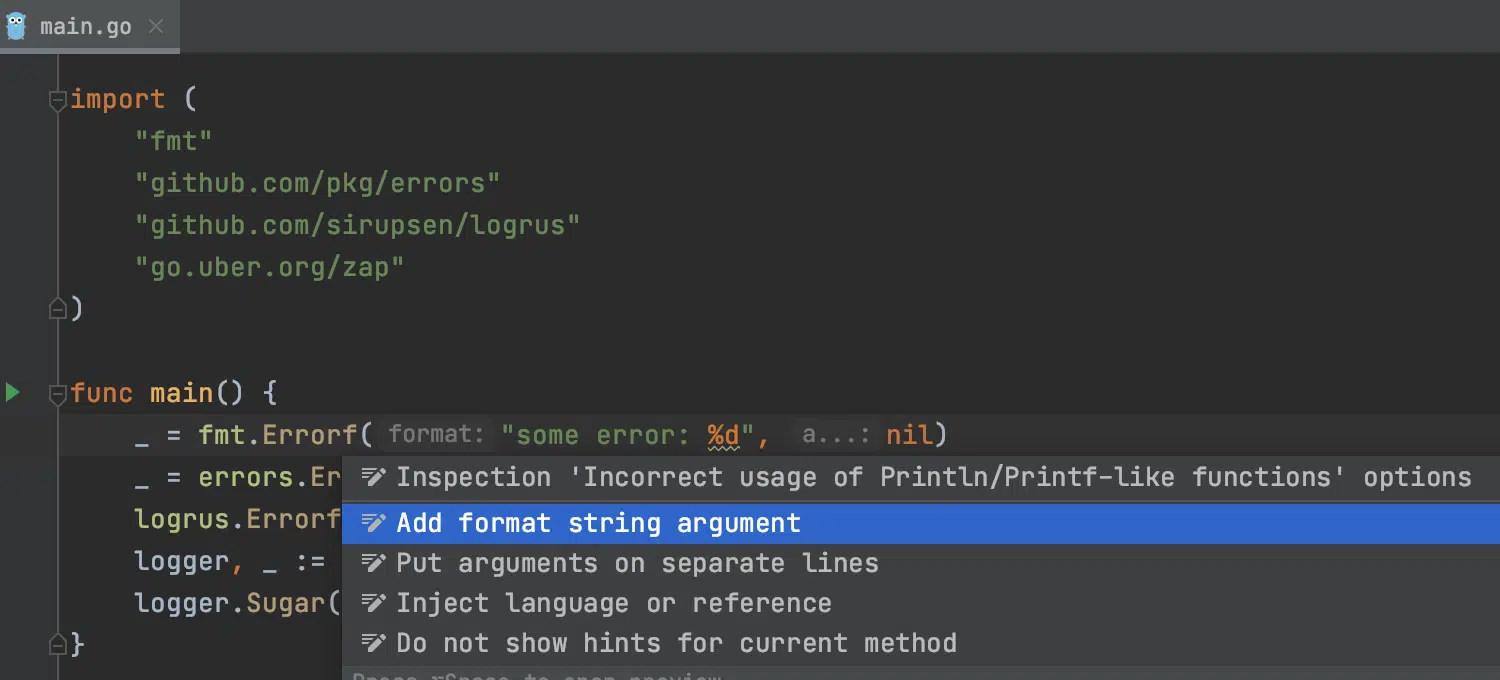 main.go
import (
"fmt"
"github.com/pkg/errors"
"github.com/sirupsen/logrus"
"go.uber.org/zap"
)
func main() {
_ = fmt.Errorf( format: "some error: %d", a...: nil)
_ = errors.Er
Inspection 'Incorrect usage of Println/Printf-like functions' options
logrus.Errorf
Add format string argument
logger, _ :=
Put arguments on separate lines
logger.Sugar(
Inject language or reference
}
Do not show hints for current method